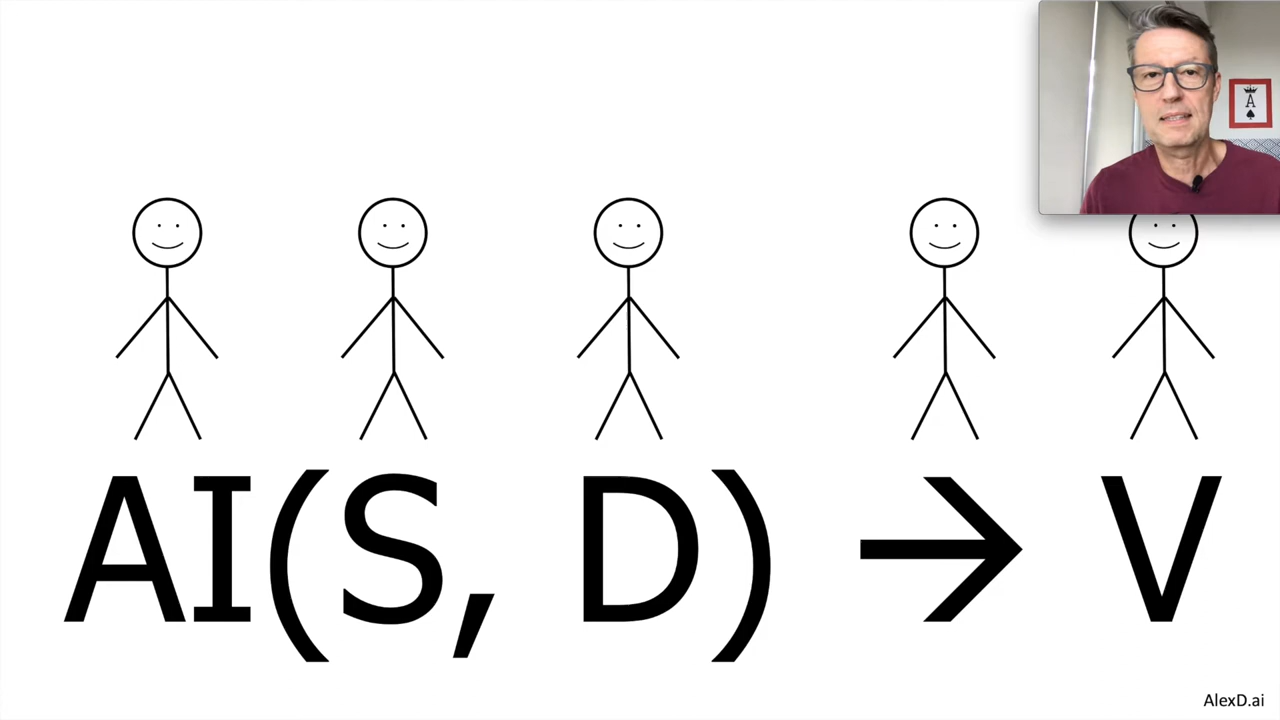 A
AI(S, D) → V
AlexD.ai